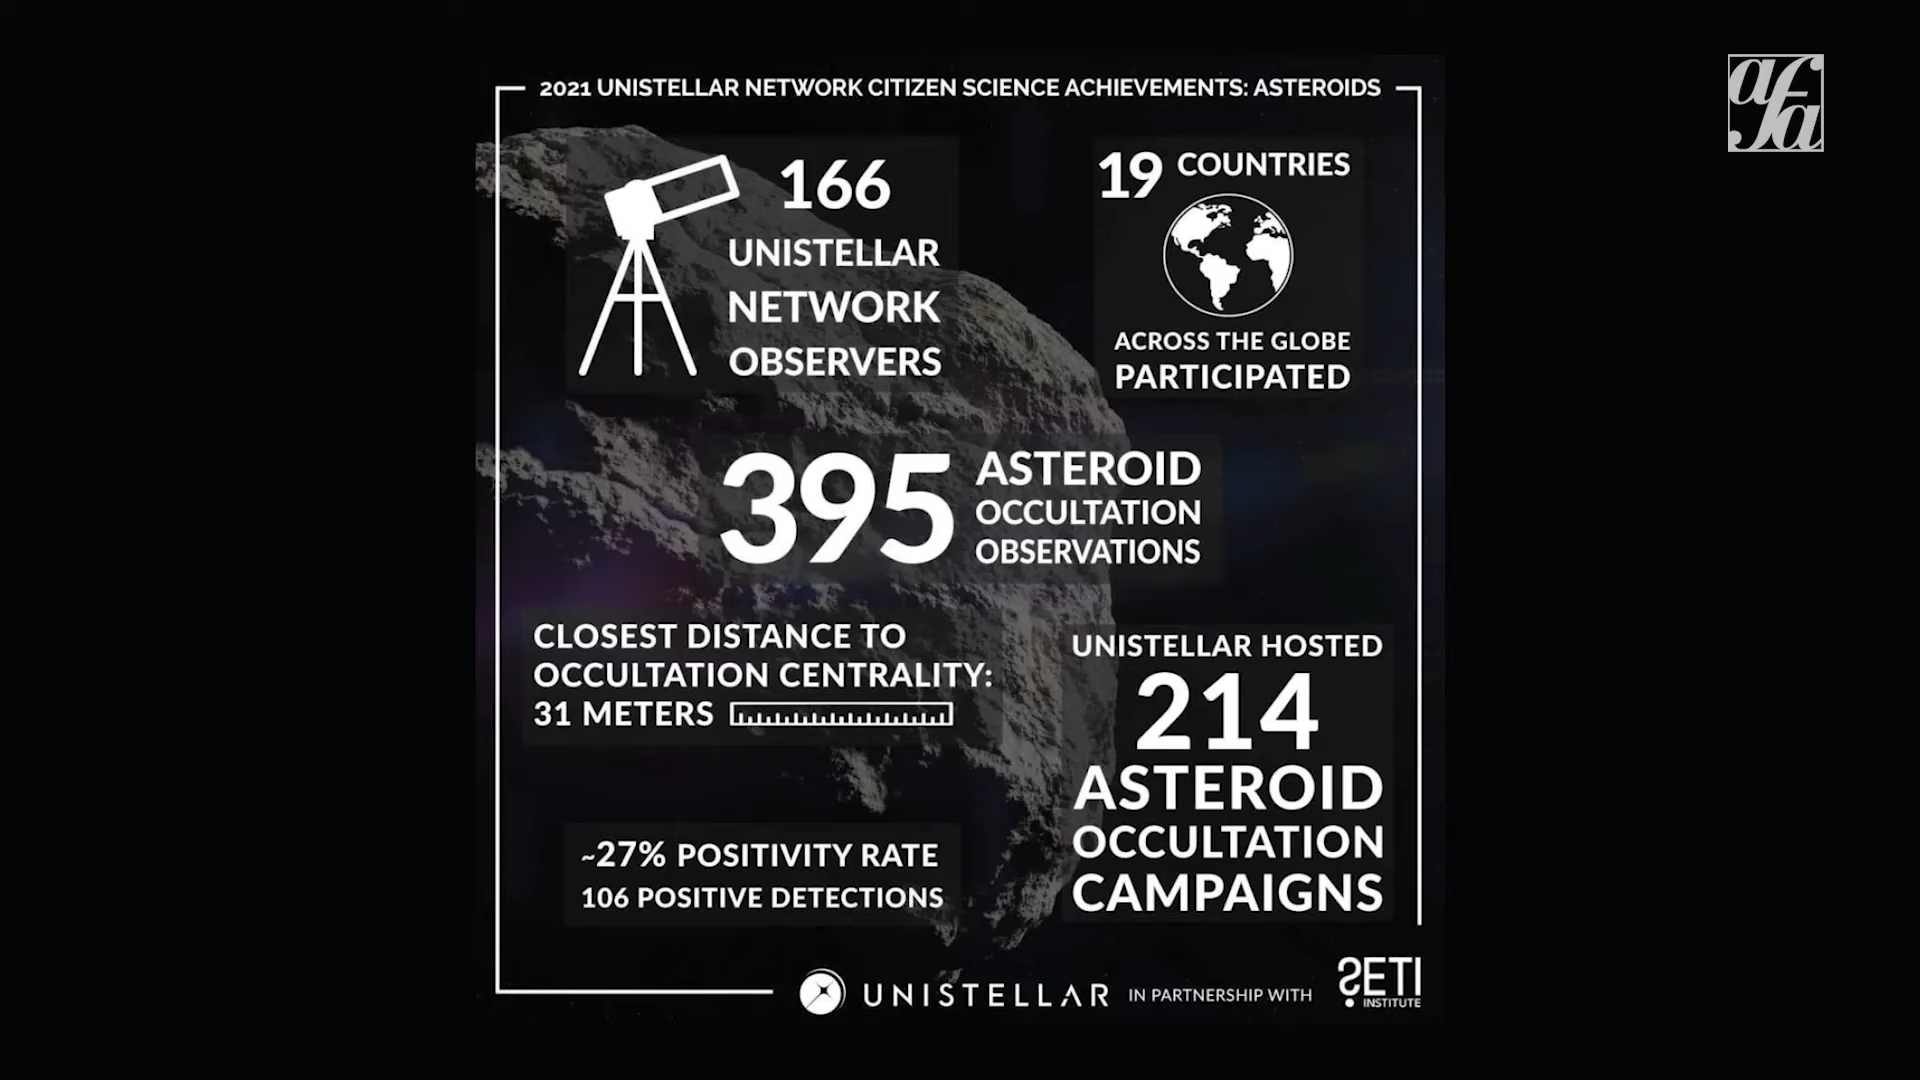 2021 UNISTELLAR NETWORK CITIZEN SCIENCE ACHIEVEMENTS: ASTEROIDS
afa
166
UNISTELLAR
NETWORK
OBSERVERS
19 COUNTRIES
ACROSS THE GLOBE
PARTICIPATED
395
ASTEROID
OCCULTATION
OBSERVATIONS
CLOSEST DISTANCE TO
OCCULTATION CENTRALITY:
31 METERS
UNISTELLAR HOSTED
214
ASTEROID
OCCULTATION
CAMPAIGNS
~27% POSITIVITY RATE
106 POSITIVE DETECTIONS
UNISTELLAR IN PARTNERSHIP WITH
SETI
INSTITUTE